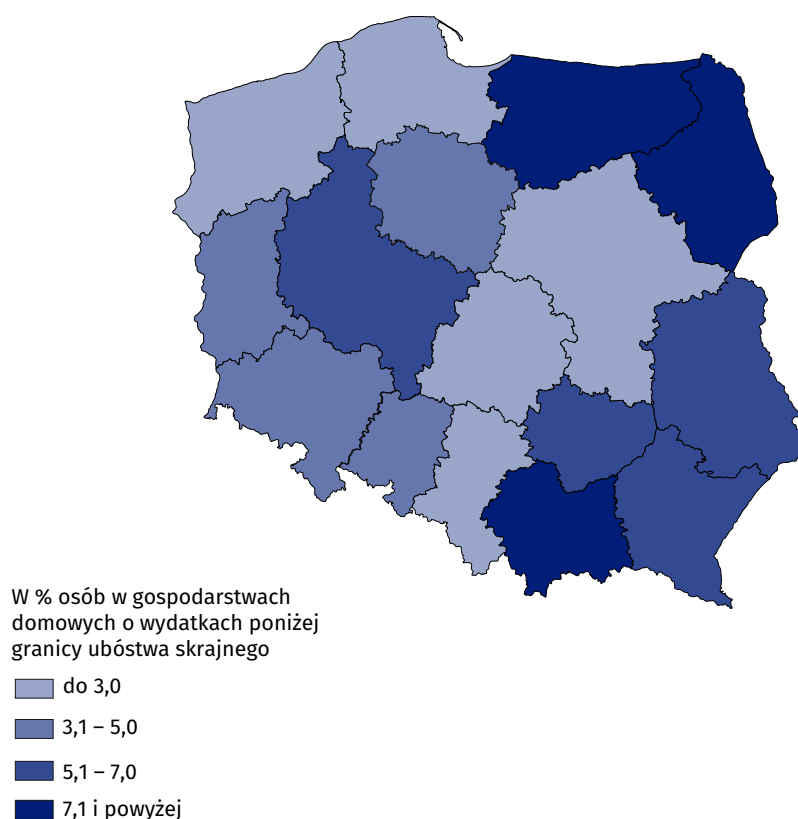 W % osób w gospodarstwach
domowych o wydatkach poniżej
granicy ubóstwa skrajnego
do 3,0
3,1 – 5,0
5,1 – 7,0
7,1 i powyżej